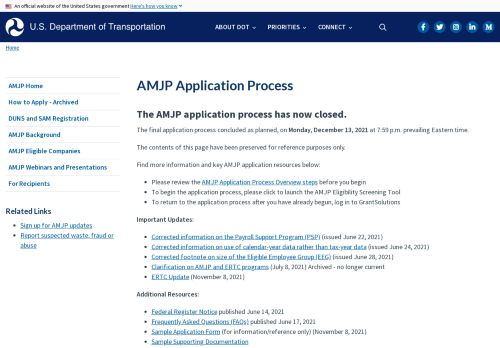 An official website of the United States government Here's how you know
U.S. Department of Transportation
ABOUT DOT
PRIORITIES
CONNECT
Home
AMJP Home
How to Apply - Archived
DUNS and SAM Registration
AMJP Background
AMJP Eligible Companies
AMJP Webinars and Presentations
For Recipients
Related Links
Sign up for AMJP updates
Report suspected waste, fraud or
abuse
AMJP Application Process
The AMJP application process has now closed.
The final application process concluded as planned, on Monday, December 13, 2021 at 7:59 p.m. prevailing Eastern time.
The contents of this page have been preserved for reference purposes only.
Find more information and key AMJP application resources below:
Please review the AMJP Application Process Overview steps before you begin
To begin the application process, please click to launch the AMJP Eligibility Screening Tool
To return to the application process after you have already begun, log in to GrantSolutions
Important Updates:
Corrected information on the Payroll Support Program (PSP) (issued June 22, 2021)
Corrected information on use of calendar-year data rather than tax-year data (issued June 24, 2021)
Corrected footnote on size of the Eligible Employee Group (EEG) (issued June 28, 2021)
Clarification on AMJP and ERTC programs (July 8, 2021) Archived - no longer
current
ERTC Update (November 8, 2021)
Additional Resources:
Federal Register Notice published June 14, 2021
Frequently Asked Questions (FAQs) published June 17, 2021
Sample Application Form (for information/reference only) (November 8, 2021)
Sample Supporting Documentation